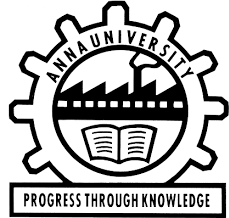 ANNA UNIVERSITY
PROGRESS THROUGH KNOWLEDGE